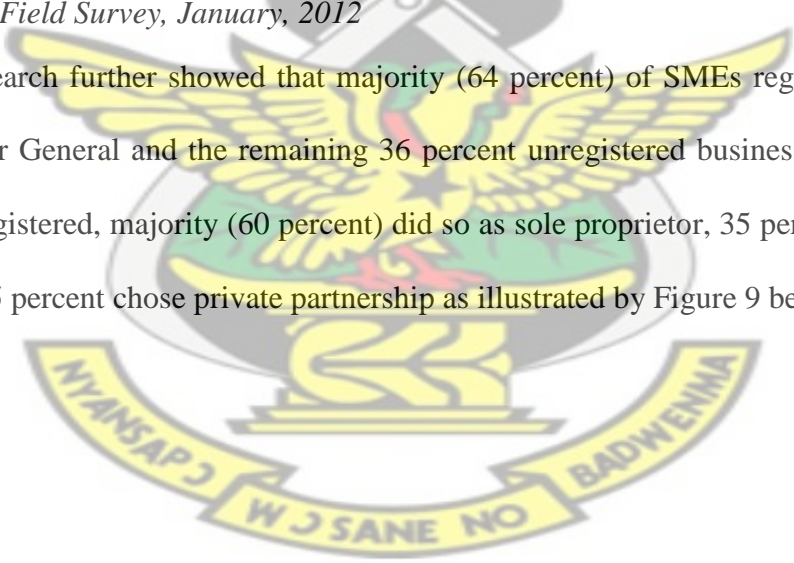 Field Survey, January, 2012
earch further showed that majority (64 percent) of SMEs reg
r General and the remaining 36 percent unregistered busines
gistered, majority (60 percent) did so as sole proprietor, 35 per
5 percent chose private partnership as illustrated by Figure 9 be
NYANSAPƆ
WƆSANE NO
BADWENMA